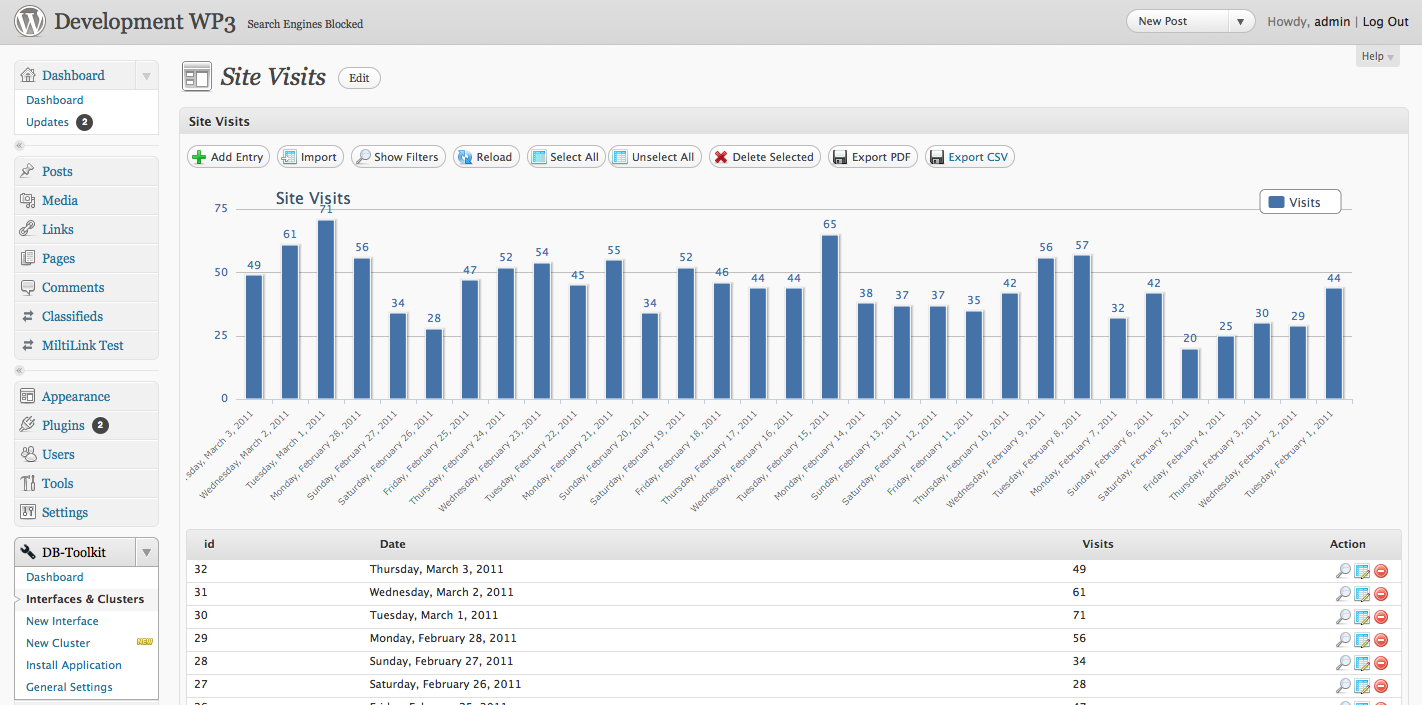 Development WP3 Search Engines Blocked New Post Howdy, admin | Log Out
Help
Dashboard
Dashboard
Updates 2
Posts
Media
Links
Pages
Comments
Classifieds
MiltiLink Test
Appearance
Plugins 2
Users
Tools
Settings
DB-Toolkit
Dashboard
Interfaces & Clusters
New Interface
New Cluster NEW
Install Application
General Settings
Site Visits Edit
Site Visits
Add Entry Import Show Filters Reload Select All Unselect All Delete Selected Export PDF Export CSV
Site Visits
Visits
75
50
25
0
49 61 71 56 34 28 47 52 54 45 55 34 52 46 44 44 65 38 37 37 35 42 56 57 32 42 20 25 30 29 44
sday, March 3, 2011
Wednesday, March 2, 2011
Tuesday, March 1, 2011
Monday, February 28, 2011
Sunday, February 27, 2011
Saturday, February 26, 2011
Friday, February 25, 2011
Thursday, February 24, 2011
Wednesday, February 23, 2011
Tuesday, February 22, 2011
Monday, February 21, 2011
Sunday, February 20, 2011
Saturday, February 19, 2011
Friday, February 18, 2011
Thursday, February 17, 2011
Wednesday, February 16, 2011
Tuesday, February 15, 2011
Monday, February 14, 2011
Sunday, February 13, 2011
Saturday, February 12, 2011
Friday, February 11, 2011
Thursday, February 10, 2011
Wednesday, February 9, 2011
Tuesday, February 8, 2011
Monday, February 7, 2011
Sunday, February 6, 2011
Saturday, February 5, 2011
Friday, February 4, 2011
Thursday, February 3, 2011
Wednesday, February 2, 2011
Tuesday, February 1, 2011
id Date Visits Action
32 Thursday, March 3, 2011 49
31 Wednesday, March 2, 2011 61
30 Tuesday, March 1, 2011 71
29 Monday, February 28, 2011 56
28 Sunday, February 27, 2011 34
27 Saturday, February 26, 2011 28